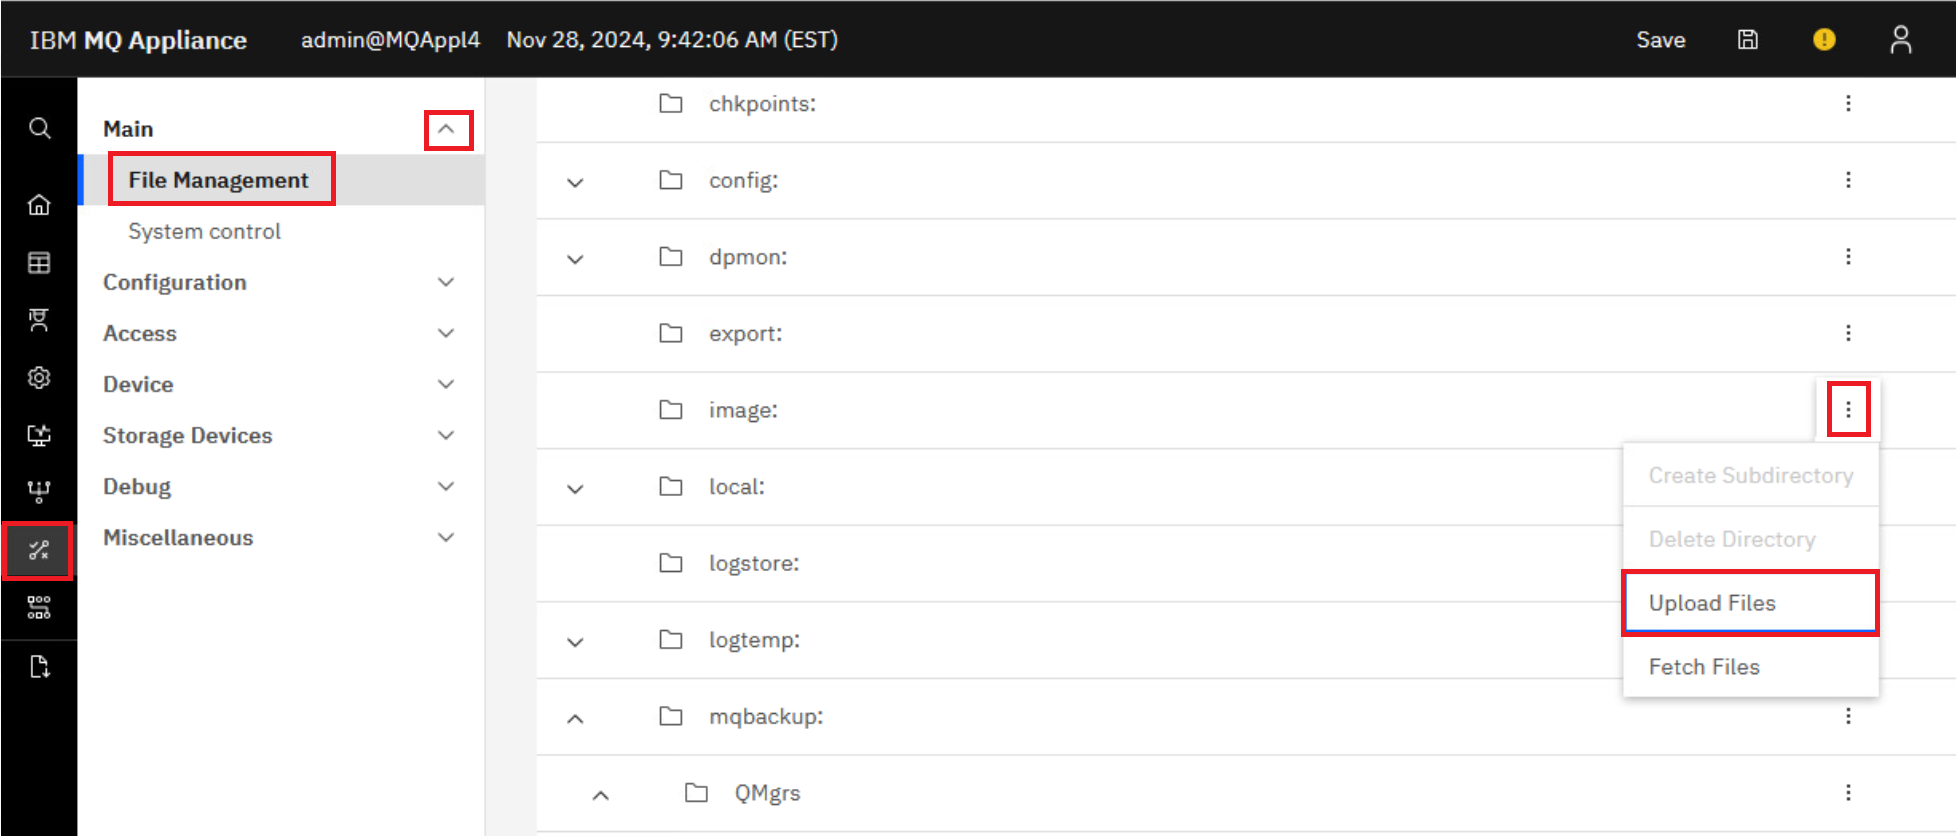 IBM MQ Appliance admin@MQAppl4 Nov 28, 2024, 9:42:06 AM (EST) Save
Main
File Management
System control
Configuration
Access
Device
Storage Devices
Debug
Miscellaneous
chkpoints:
config:
dpmon:
export:
image:
local:
logstore:
logtemp:
mqbackup:
QMgrs
Create Subdirectory
Delete Directory
Upload Files
Fetch Files